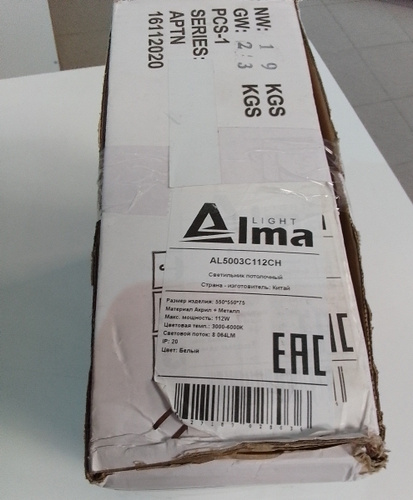 NW: 1 9 KGS
GW: 2:3 KGS
PCS-1
SERIES:
APTN
16112020
LIGHT
Alma
AL5003C112CH
Светильник потолочный
Страна - изготовитель: Китай
Размер изделия: 550*550*75
Материал Акрил + Металл
Макс. мощность: 112W
Цветовая темп.: 3000-6000K
Световой поток: 8 064LM
IP: 20
Цвет: Белый
EAC